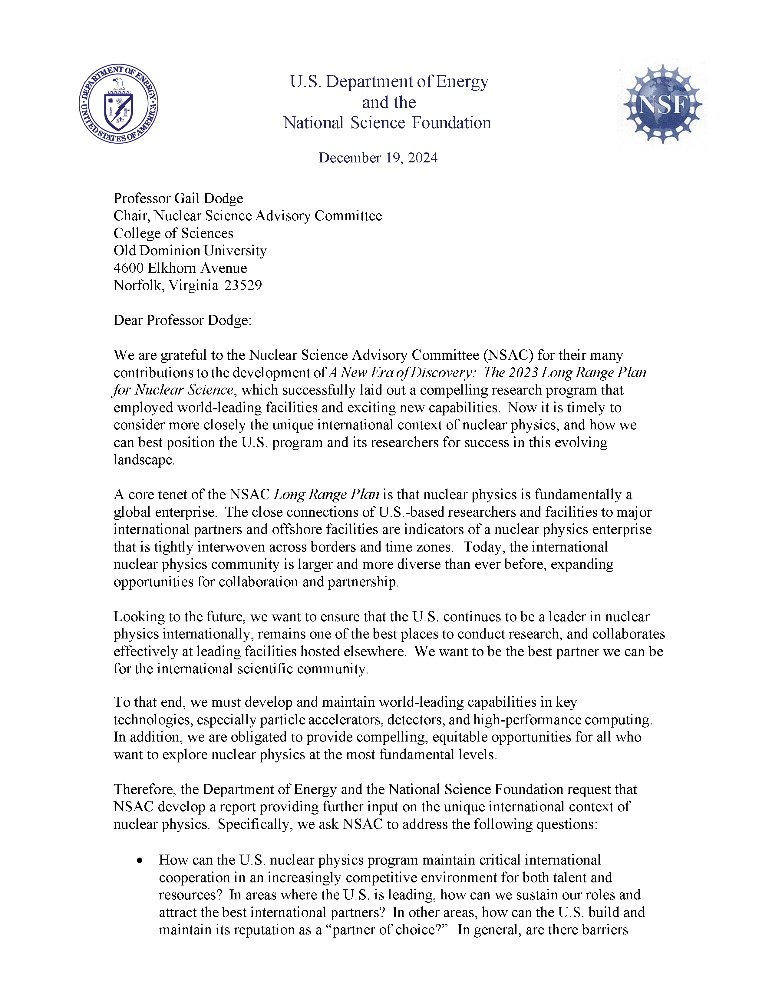 DEPARTMENT OF ENERGY
UNITED STATES OF AMERICA
U.S. Department of Energy
and the
National Science Foundation
NSF
December 19, 2024
Professor Gail Dodge
Chair, Nuclear Science Advisory Committee
College of Sciences
Old Dominion University
4600 Elkhorn Avenue
Norfolk, Virginia 23529
Dear Professor Dodge:
We are grateful to the Nuclear Science Advisory Committee (NSAC) for their many
contributions to the development of A New Era of Discovery: The 2023 Long Range Plan
for Nuclear Science, which successfully laid out a compelling research program that
employed world-leading facilities and exciting new capabilities. Now it is timely to
consider more closely the unique international context of nuclear physics, and how we
can best position the U.S. program and its researchers for success in this evolving
landscape.
A core tenet of the NSAC Long Range Plan is that nuclear physics is fundamentally a
global enterprise. The close connections of U.S.-based researchers and facilities to major
international partners and offshore facilities are indicators of a nuclear physics enterprise
that is tightly interwoven across borders and time zones. Today, the international
nuclear physics community is larger and more diverse than ever before, expanding
opportunities for collaboration and partnership.
Looking to the future, we want to ensure that the U.S. continues to be a leader in nuclear
physics internationally, remains one of the best places to conduct research, and collaborates
effectively at leading facilities hosted elsewhere. We want to be the best partner we can be
for the international scientific community.
To that end, we must develop and maintain world-leading capabilities in key
technologies, especially particle accelerators, detectors, and high-performance computing.
In addition, we are obligated to provide compelling, equitable opportunities for all who
want to explore nuclear physics at the most fundamental levels.
Therefore, the Department of Energy and the National Science Foundation request that
NSAC develop a report providing further input on the unique international context of
nuclear physics. Specifically, we ask NSAC to address the following questions:
• How can the U.S. nuclear physics program maintain critical international
cooperation in an increasingly competitive environment for both talent and
resources? In areas where the U.S. is leading, how can we sustain our roles and
attract the best international partners? In other areas, how can the U.S. build and
maintain its reputation as a “partner of choice?” In general, are there barriers